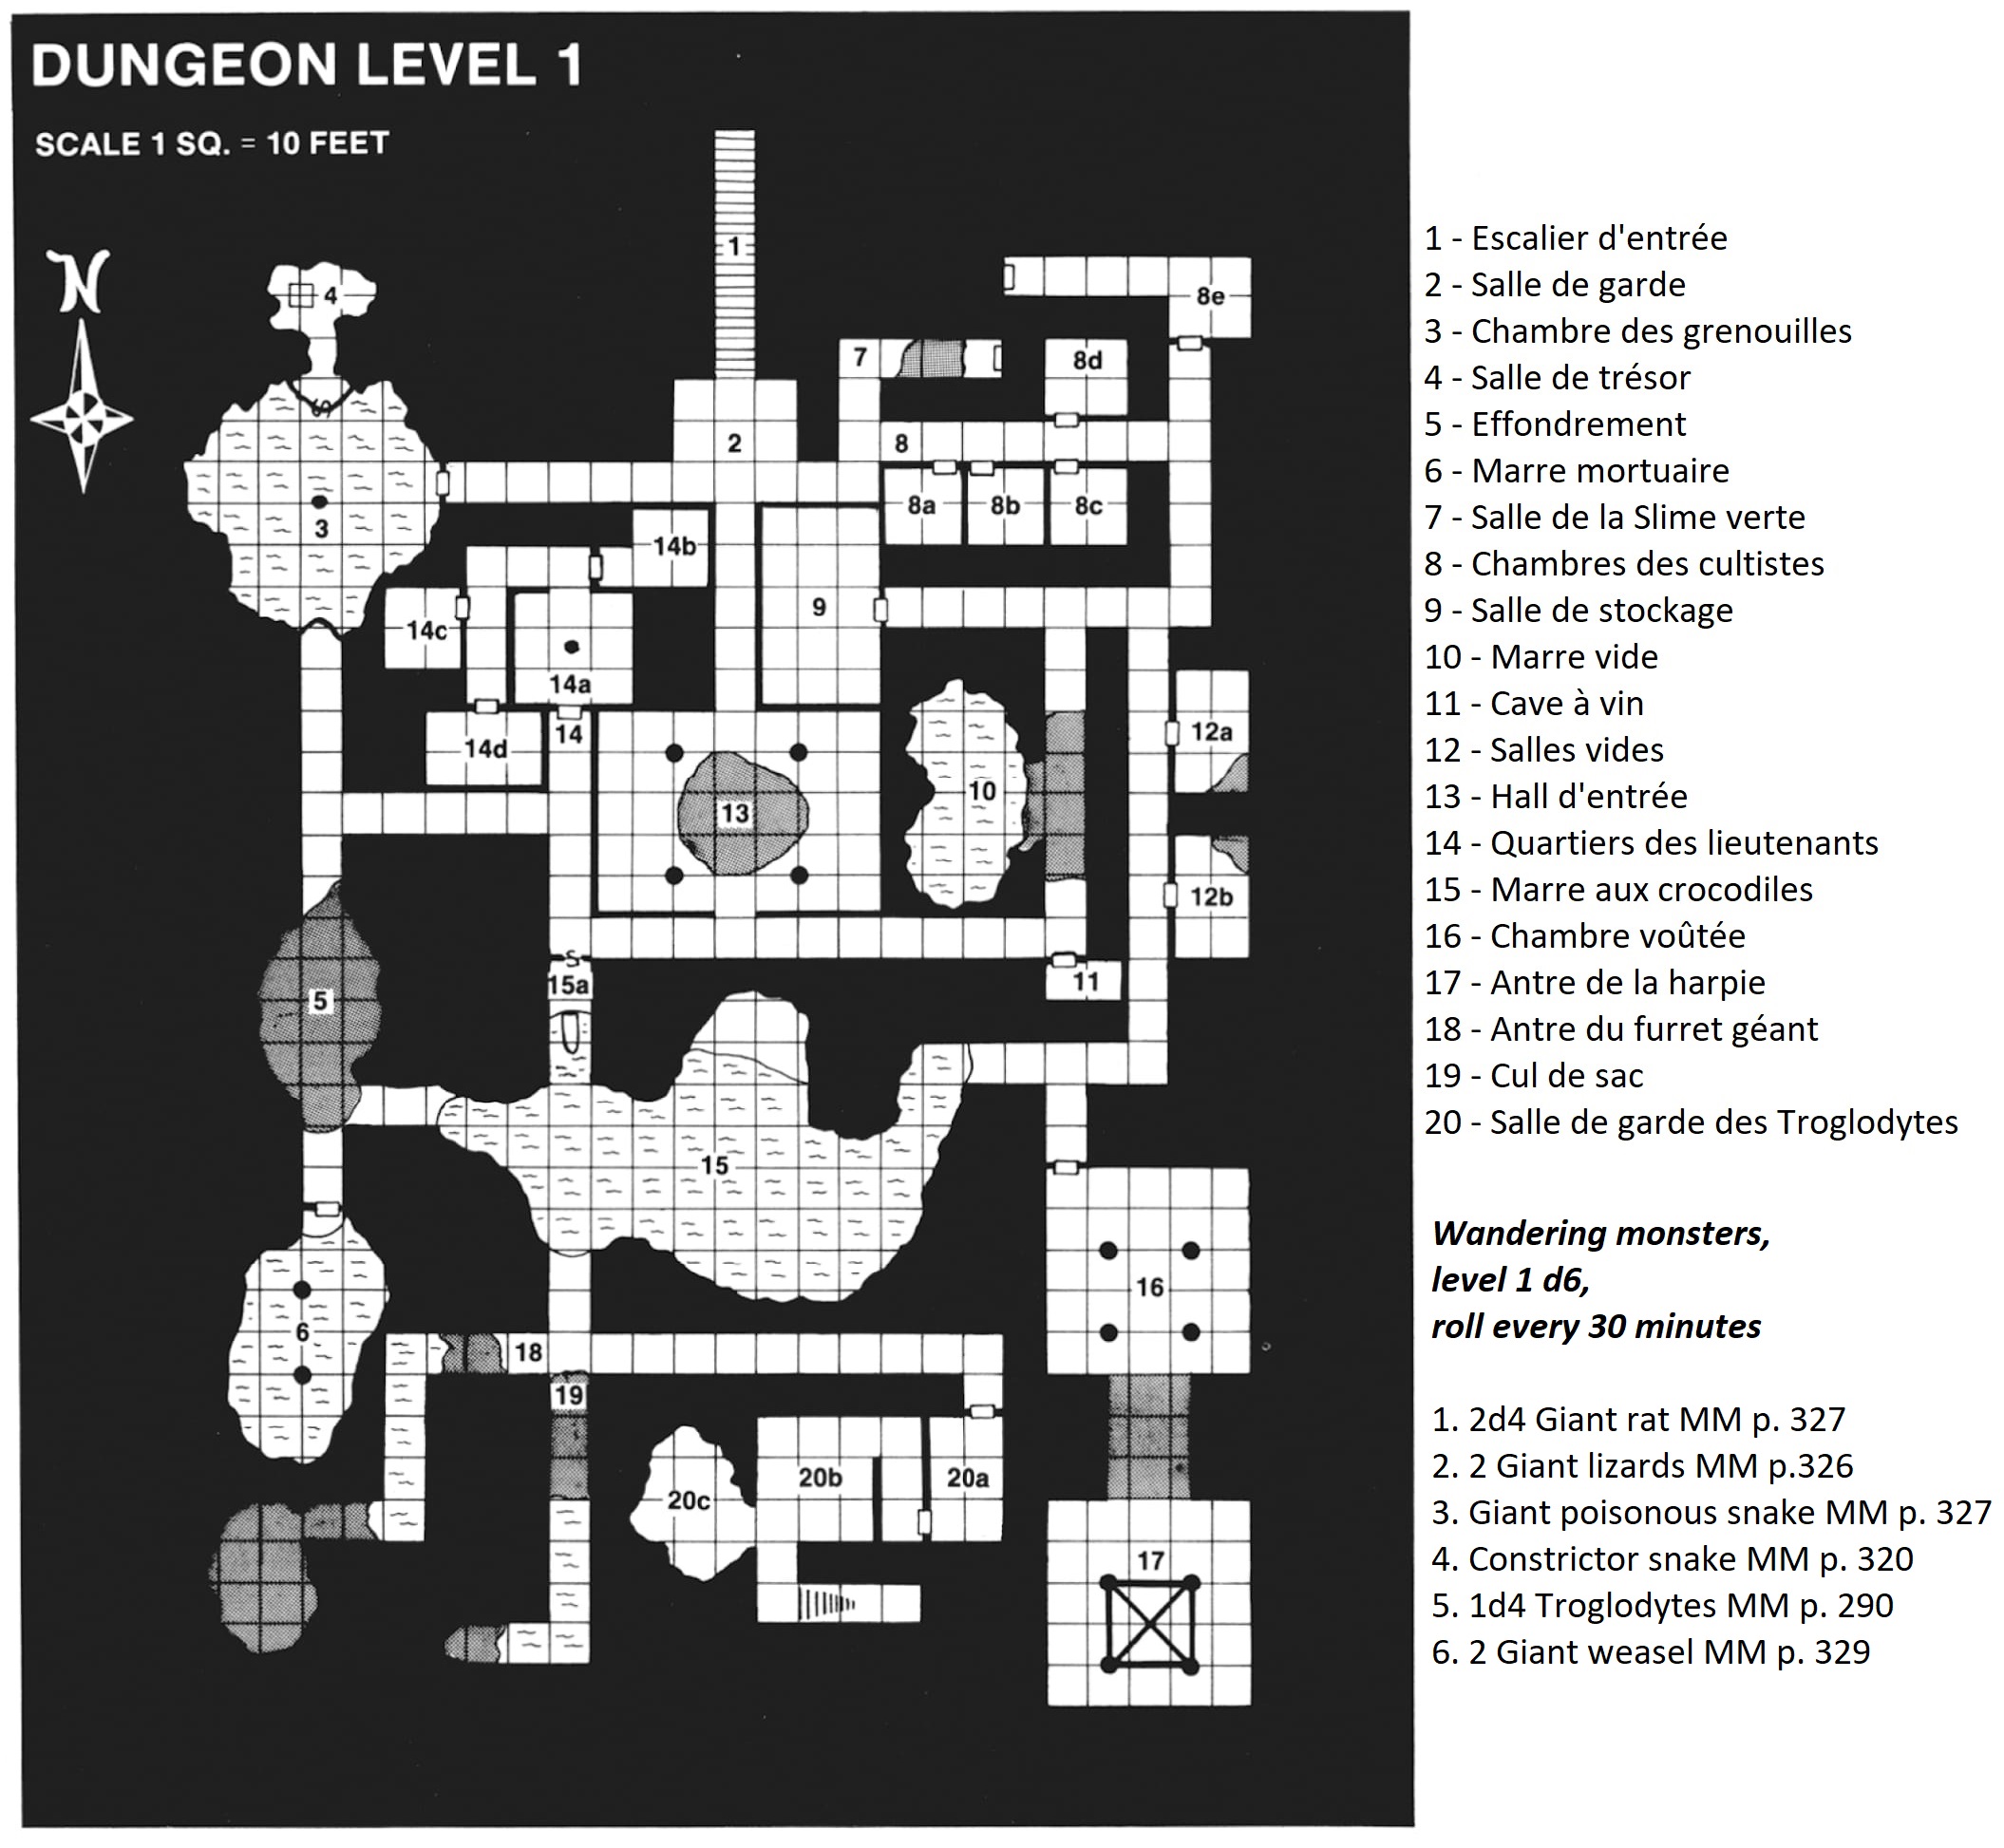 DUNGEON LEVEL 1
SCALE 1 SQ. = 10 FEET
N
1
4
8e
7
8d
2
8
S
3
8a
8b
8c
14b
9
14c
14a
14
14d
12a
10
13
12b
S
15a
11
5
15
16
6
18
19
20b
20a
20c
17
1 - Escalier d'entrée
2 - Salle de garde
3 - Chambre des grenouilles
4 - Salle de trésor
5 - Effondrement
6 - Marre mortuaire
7 - Salle de la Slime verte
8 - Chambres des cultistes
9 - Salle de stockage
10 - Marre vide
11 - Cave à vin
12 - Salles vides
13 - Hall d'entrée
14 - Quartiers des lieutenants
15 - Marre aux crocodiles
16 - Chambre voûtée
17 - Antre de la harpie
18 - Antre du furret géant
19 - Cul de sac
20 - Salle de garde des Troglodytes
Wandering monsters,
level 1 d6,
roll every 30 minutes
1. 2d4 Giant rat MM p. 327
2. 2 Giant lizards MM p.326
3. Giant poisonous snake MM p. 327
4. Constrictor snake MM p. 320
5. 1d4 Troglodytes MM p. 290
6. 2 Giant weasel MM p. 329